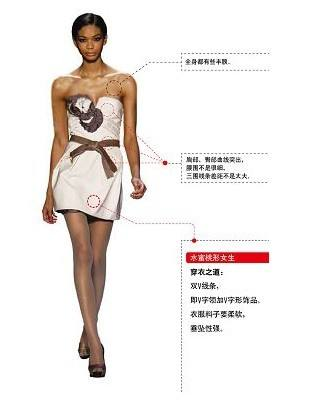 全身都有些丰腴.
胸部、臀部曲线突出,
腰围不是很细,
三围线条差距不是太大.
水蜜桃形女生
穿衣之道:
双V线条,
即V字领加V字形饰品.
衣服料子要柔软,
垂坠性强.